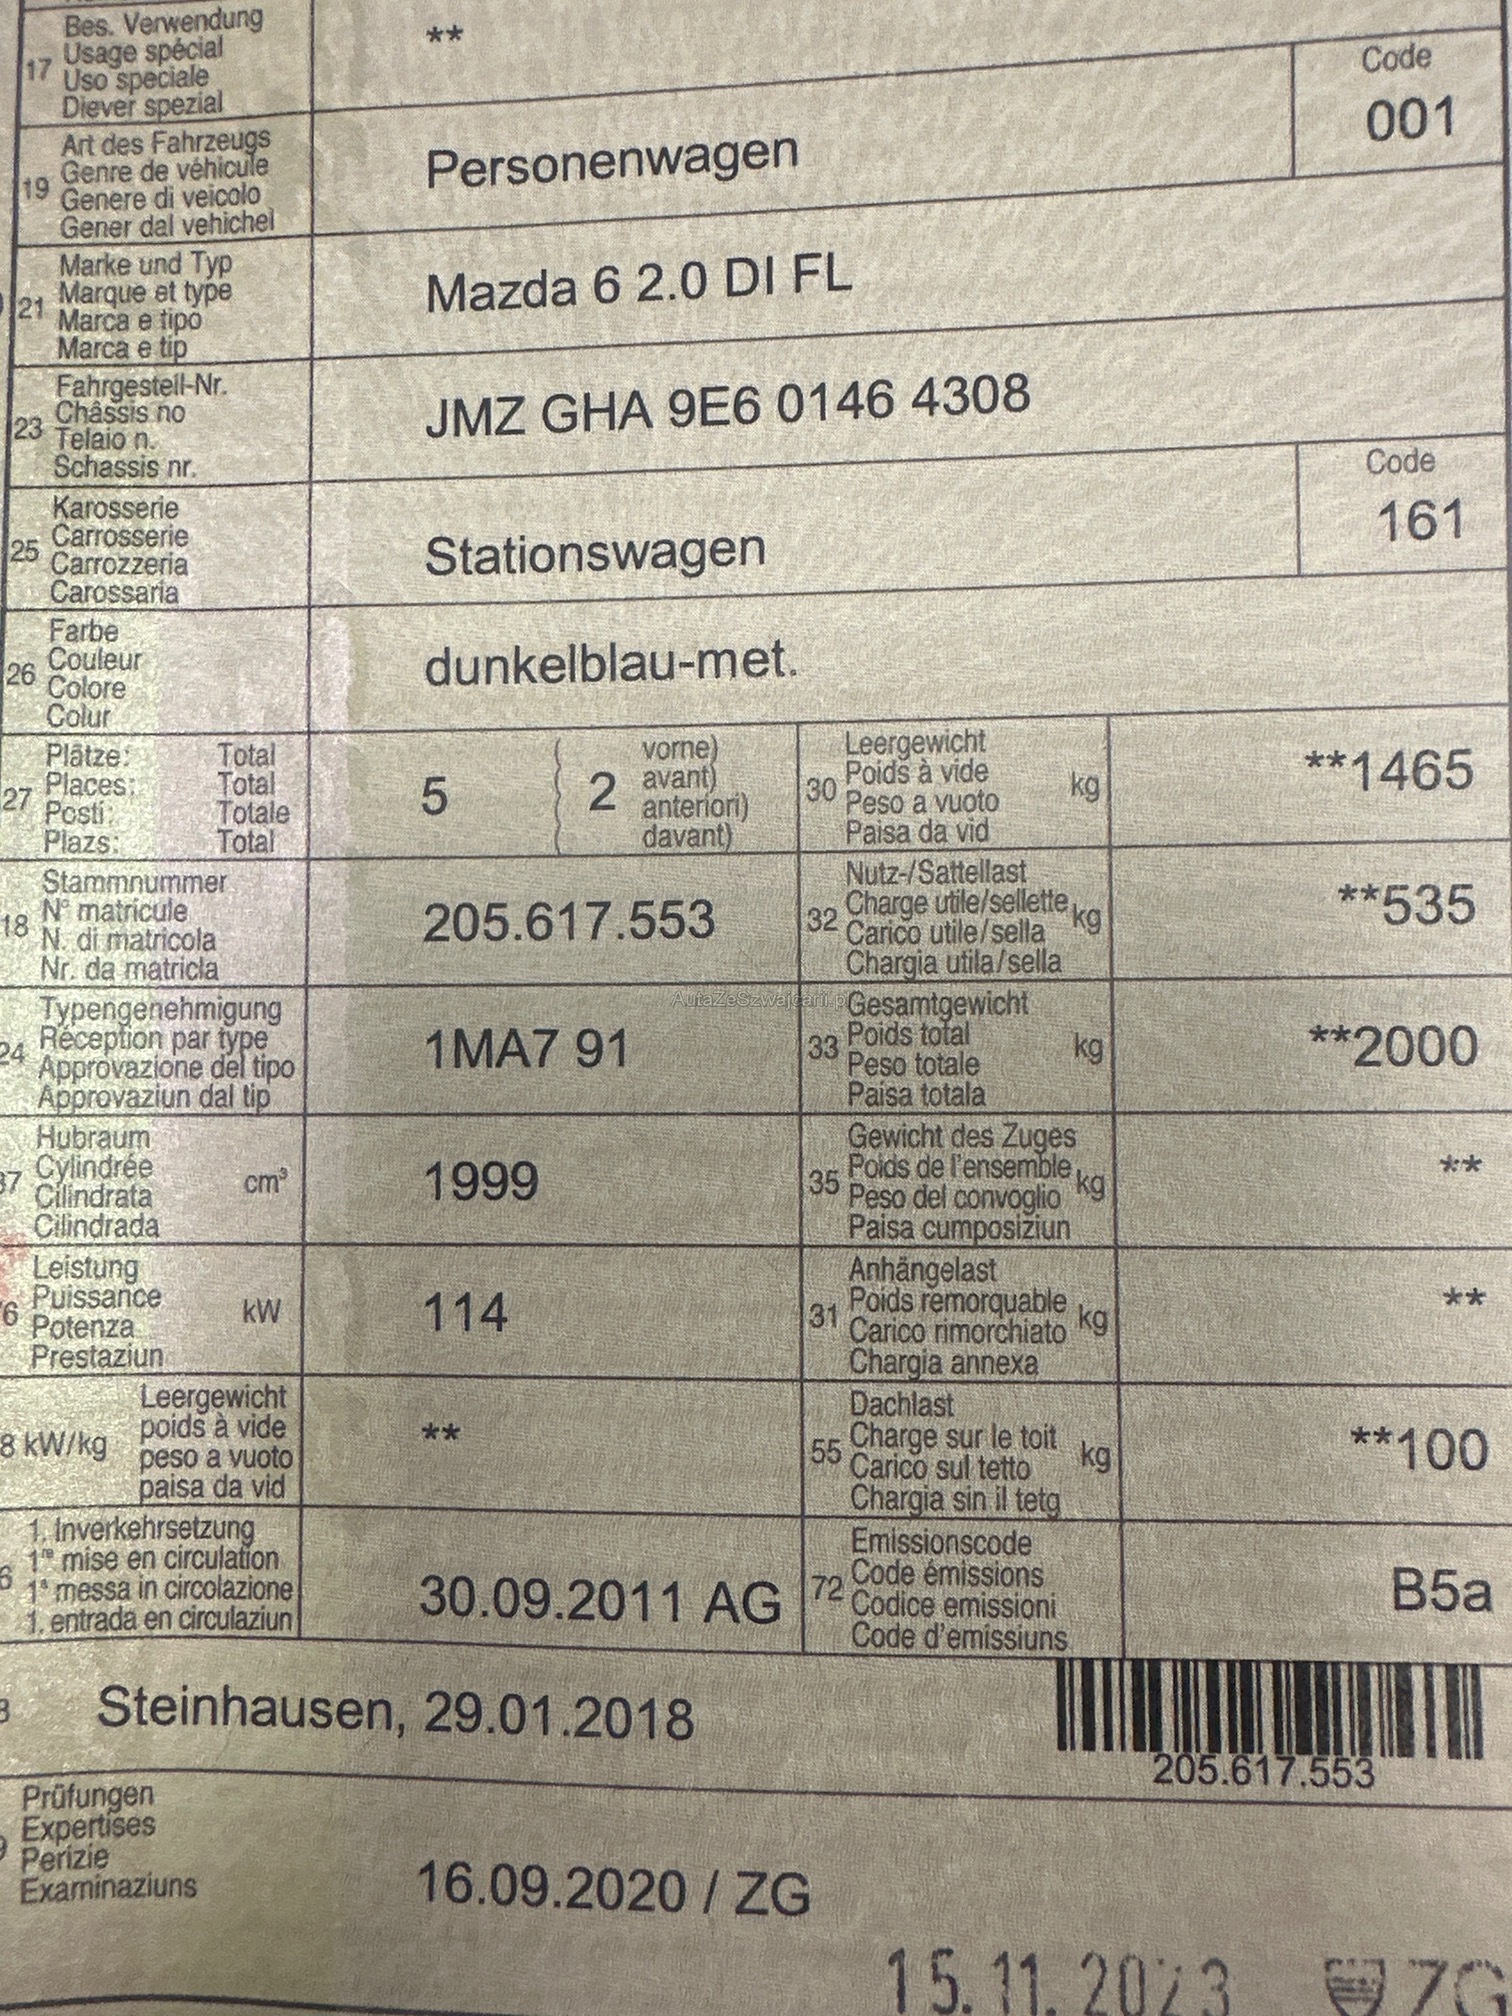 17 Bes. Verwendung
Usage spécial
Uso speciale
Diever spezial
**
19 Art des Fahrzeugs
Genre de véhicule
Genere di veicolo
Gener dal vehichel
Personenwagen
Code
001
21 Marke und Typ
Marque et type
Marca e tipo
Marca e tip
Mazda 6 2.0 DI FL
23 Fahrgestell-Nr.
Châssis no
Telaio n.
Schassis nr.
JMZ GHA 9E6 0146 4308
25 Karosserie
Carrosserie
Carrozzeria
Carossaria
Stationswagen
Code
161
26 Farbe
Couleur
Colore
Colur
dunkelblau-met.
27 Plätze: Total
Places: Total
Posti: Totale
Plazs: Total
5 ( 2 vorne)
avant)
anteriori)
davant)
30 Leergewicht
Poids à vide kg
Peso a vuoto
Paisa da vid
**1465
18 Stammnummer
N° matricule
N. di matricola
Nr. da matricla
205.617.553
32 Nutz-/Sattellast
Charge utile/sellette kg
Carico utile/sella
Chargia utila/sella
**535
AutaZeSzwajcarii.p
24 Typengenehmigung
Réception par type
Approvazione del tipo
Approvaziun dal tip
1MA7 91
33 Gesamtgewicht
Poids total kg
Peso totale
Paisa totala
**2000
37 Hubraum
Cylindrée cm³
Cilindrata
Cilindrada
1999
35 Gewicht des Zuges
Poids de l'ensemble kg
Peso del convoglio
Paisa cumposiziun
**
6 Leistung
Puissance kW
Potenza
Prestaziun
114
31 Anhängelast
Poids remorquable kg
Carico rimorchiato
Chargia annexa
**
8 kW/kg Leergewicht
poids à vide
peso a vuoto
paisa da vid
**
55 Dachlast
Charge sur le toit kg
Carico sul tetto
Chargia sin il tetg
**100
6 1. Inverkehrsetzung
1re mise en circulation
1a messa in circolazione
1. entrada en circulaziun
30.09.2011 AG
72 Emissionscode
Code émissions
Codice emissioni
Code d'emissiuns
B5a
Steinhausen, 29.01.2018
205.617.553
Prüfungen
Expertises
Perizie
Examinaziuns
16.09.2020 / ZG
15.11.2023 ZG